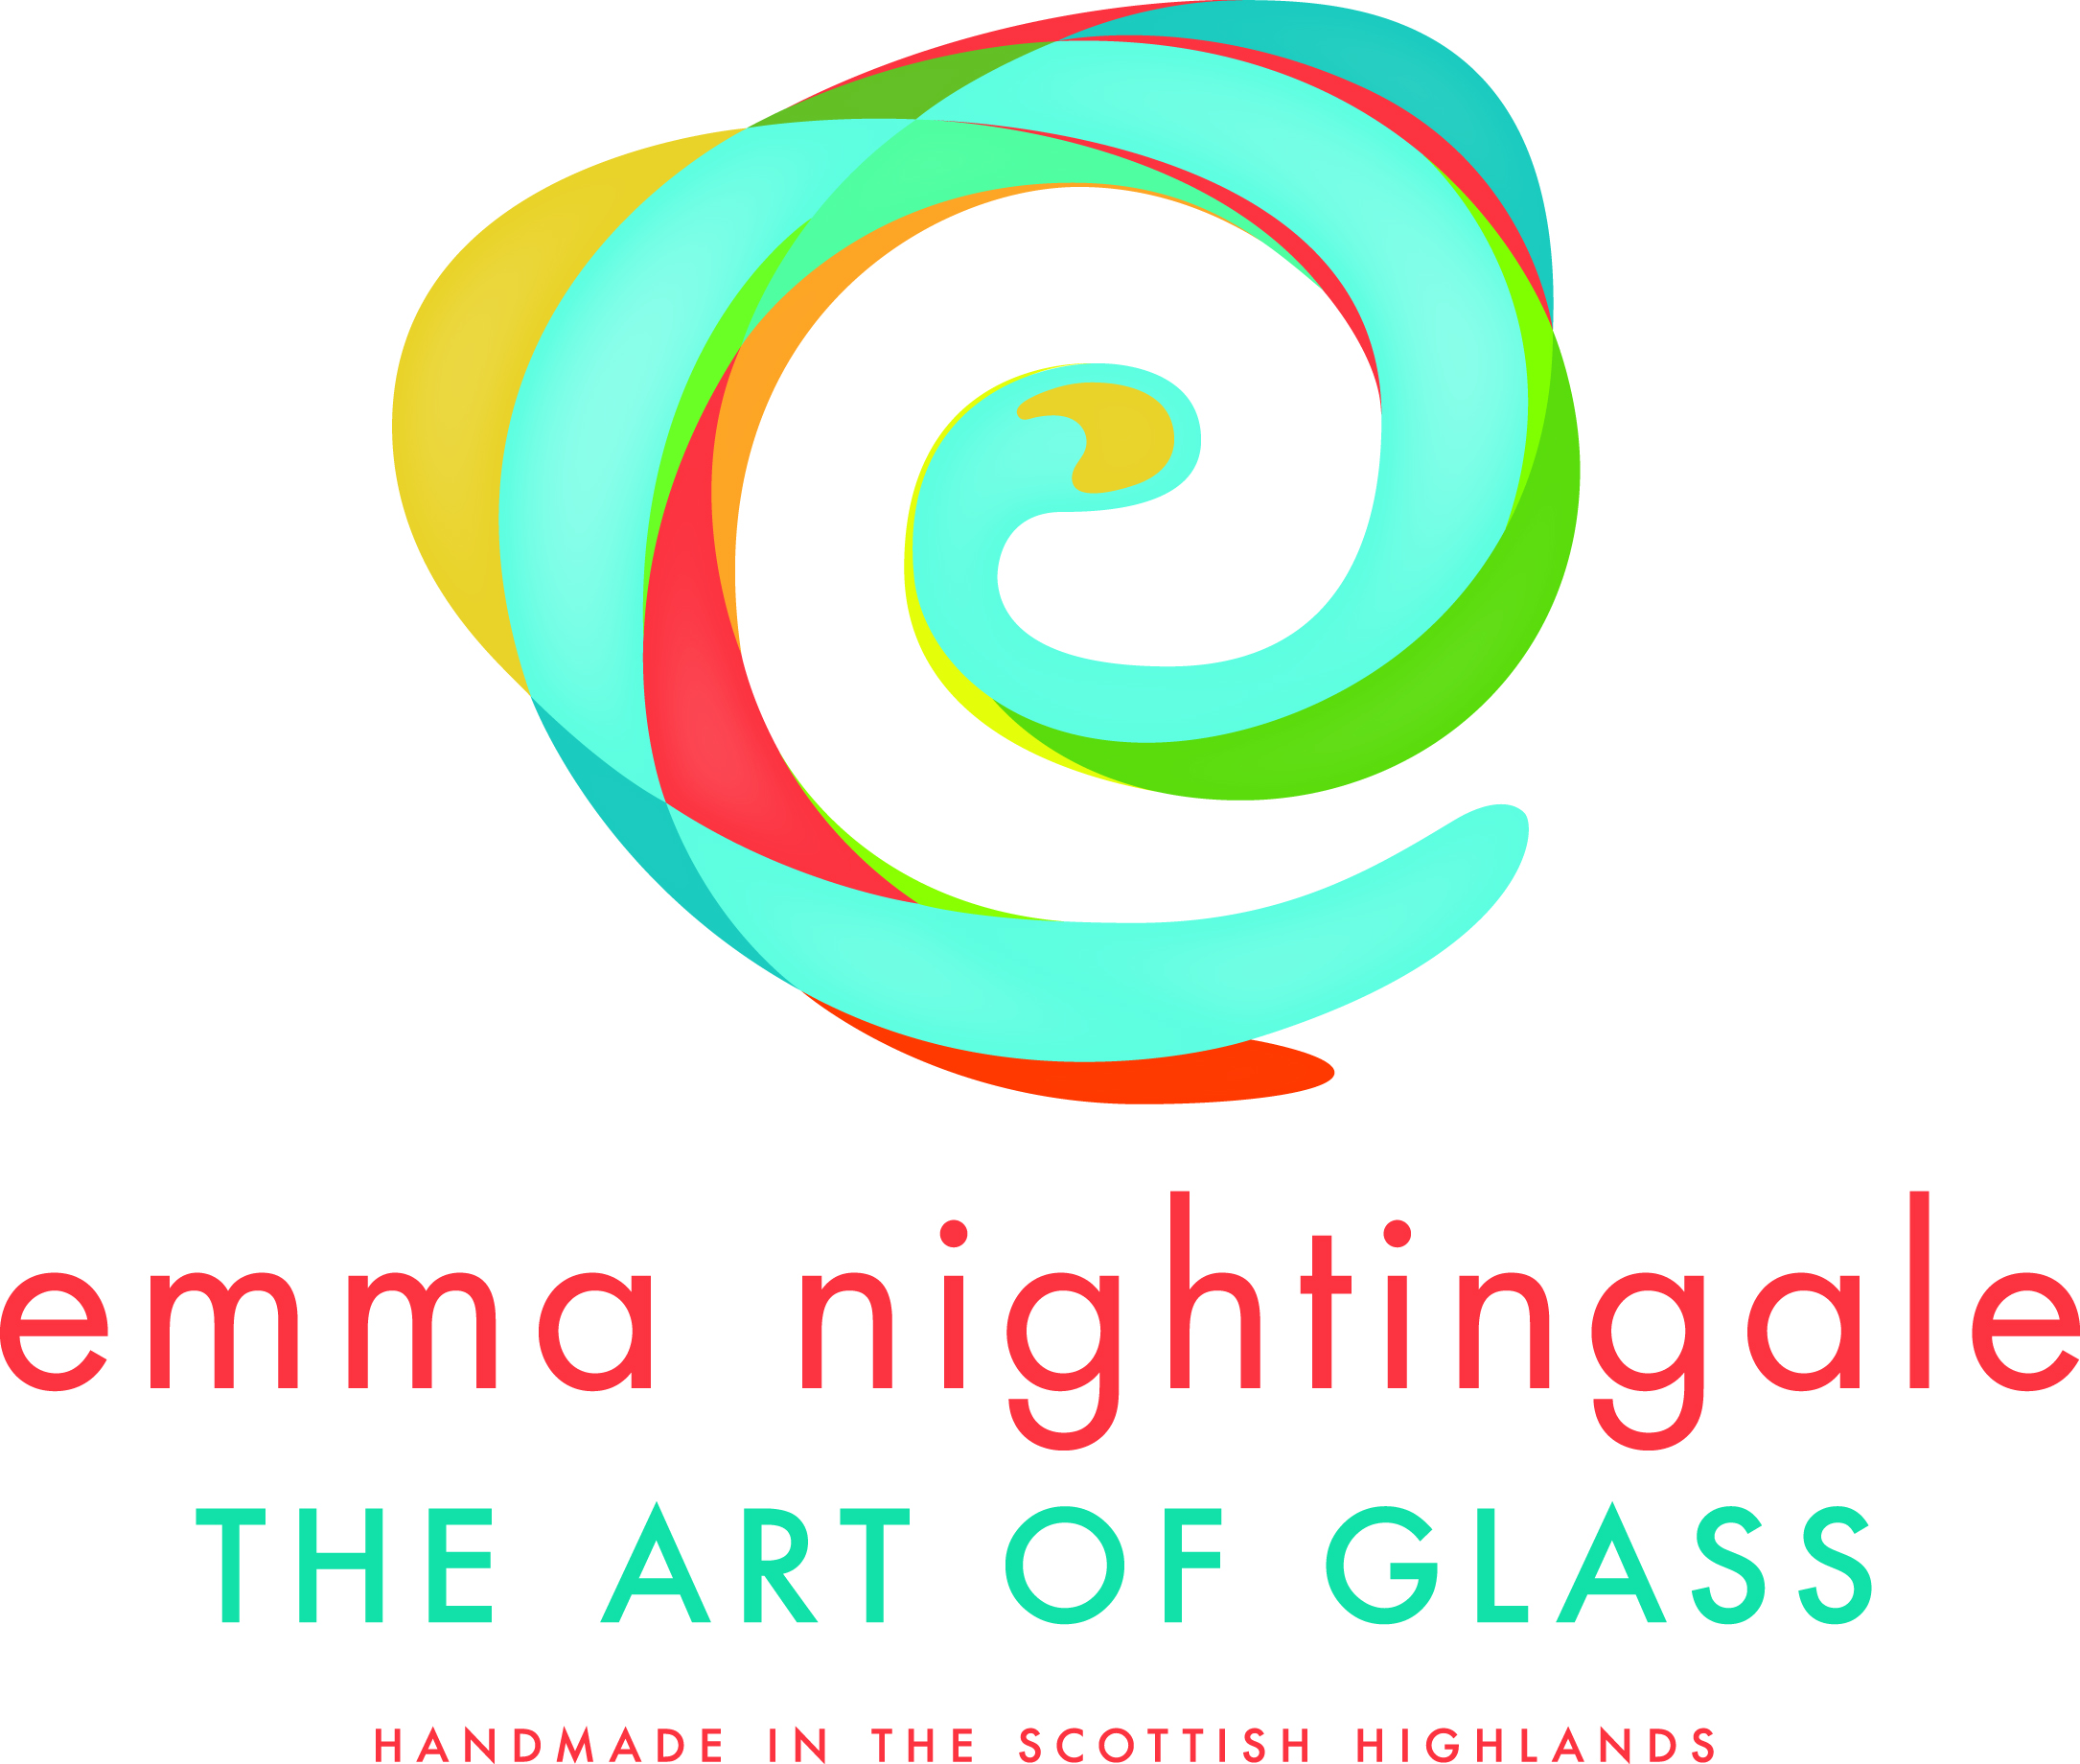 emma nightingale
THE ART OF GLASS
HANDMADE IN THE SCOTTISH HIGHLANDS